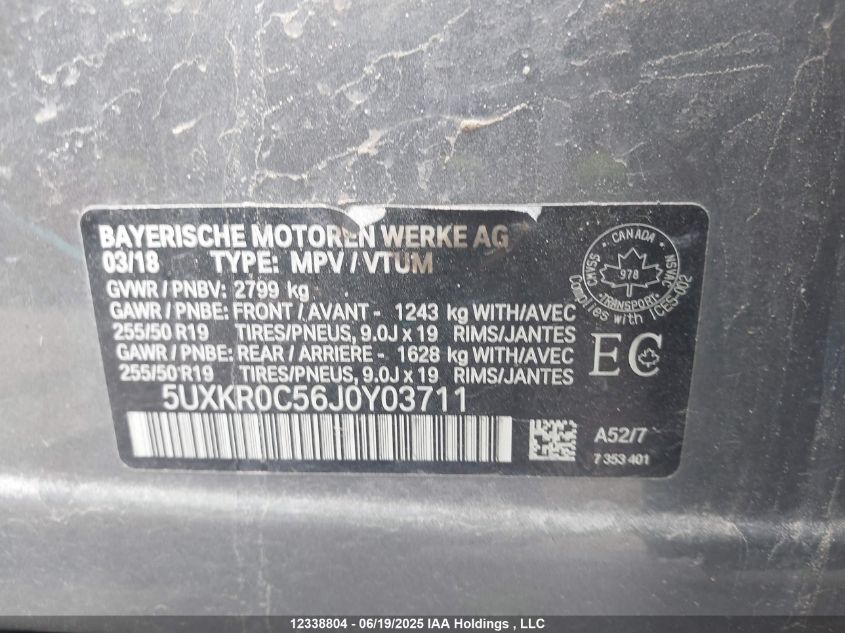 BAYERISCHE MOTOREN WERKE AG
03/18 TYPE: MPV / VTUM
GVWR / PNBV: 2799 kg
GAWR / PNBE: FRONT / AVANT - 1243 kg WITH/AVEC
255/50 R19 TIRES/PNEUS, 9.0J x 19 RIMS/JANTES
GAWR / PNBE: REAR / ARRIERE - 1628 kg WITH/AVEC
255/50 R19 TIRES/PNEUS, 9.0J x 19 RIMS/JANTES
5UXKR0C56J0Y03711
CANADA
CMVSS
NSVAC
978
TRANSPORT
Complies with ICES-002
EC
A52/7
7 353 401
12338804 - 06/19/2025 IAA Holdings , LLC